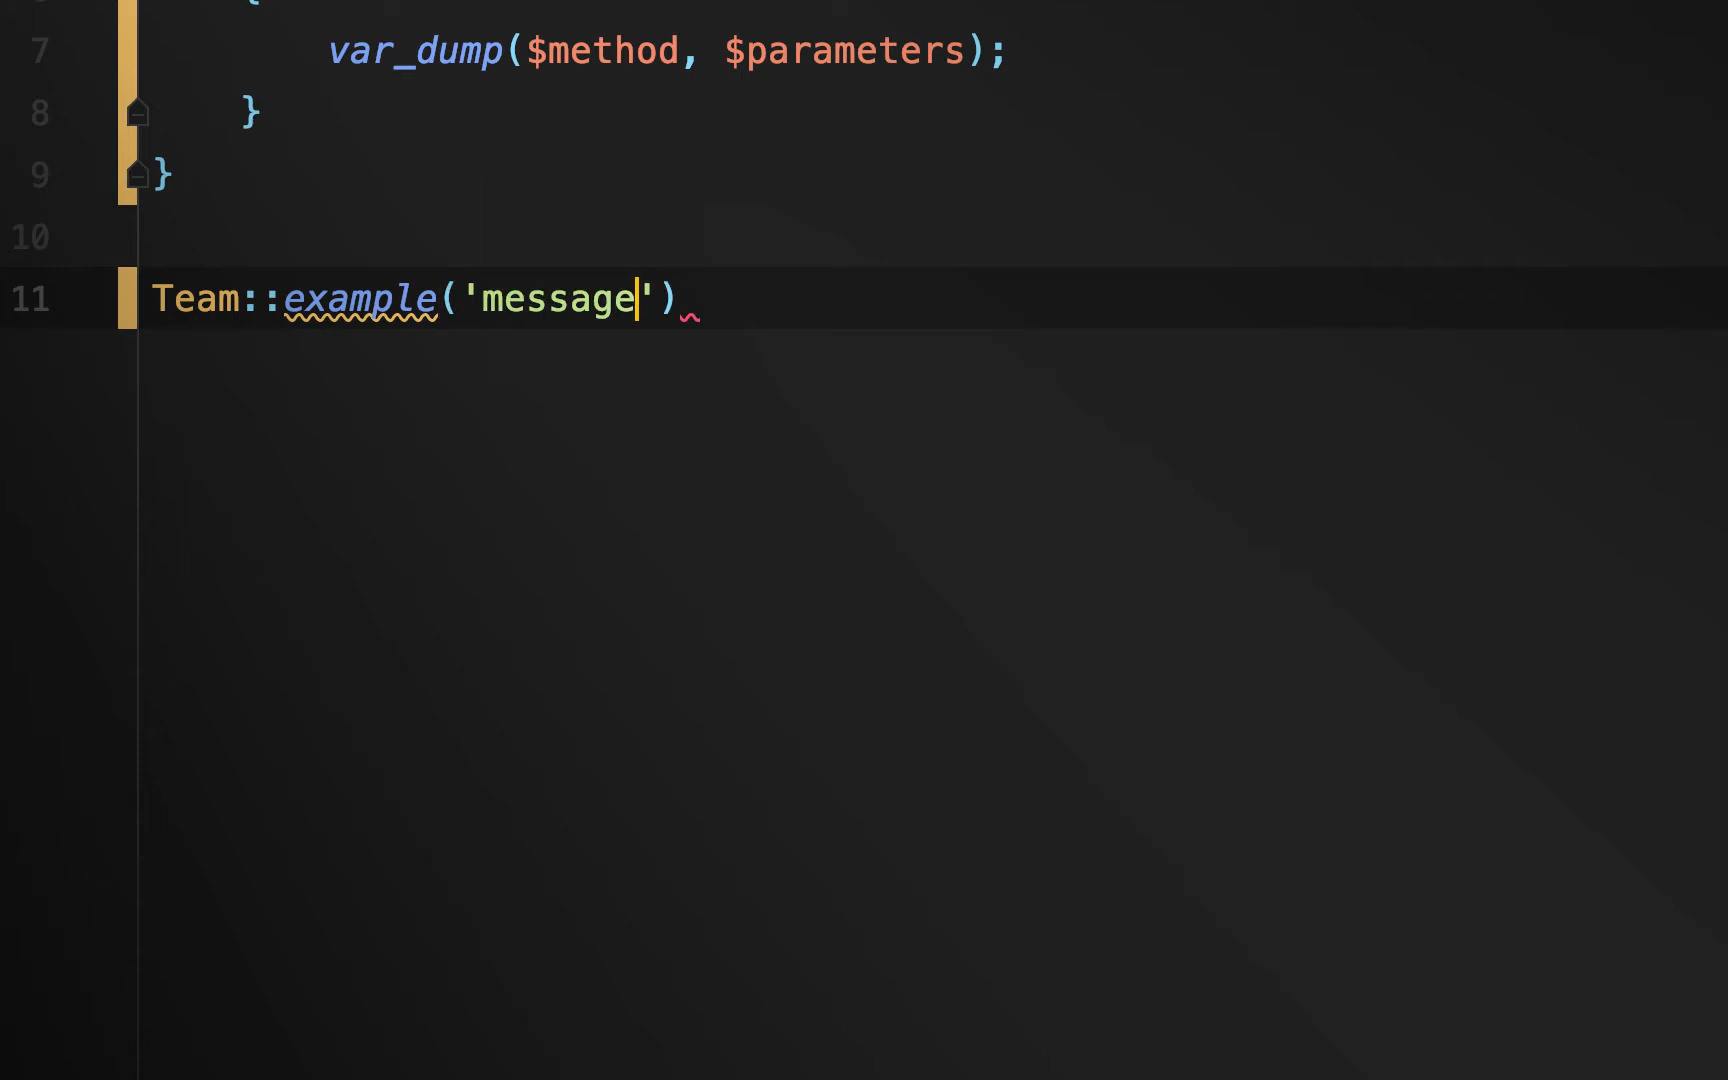 {
7 var_dump($method, $parameters);
8 }
9 }
10
11 Team::example('message')